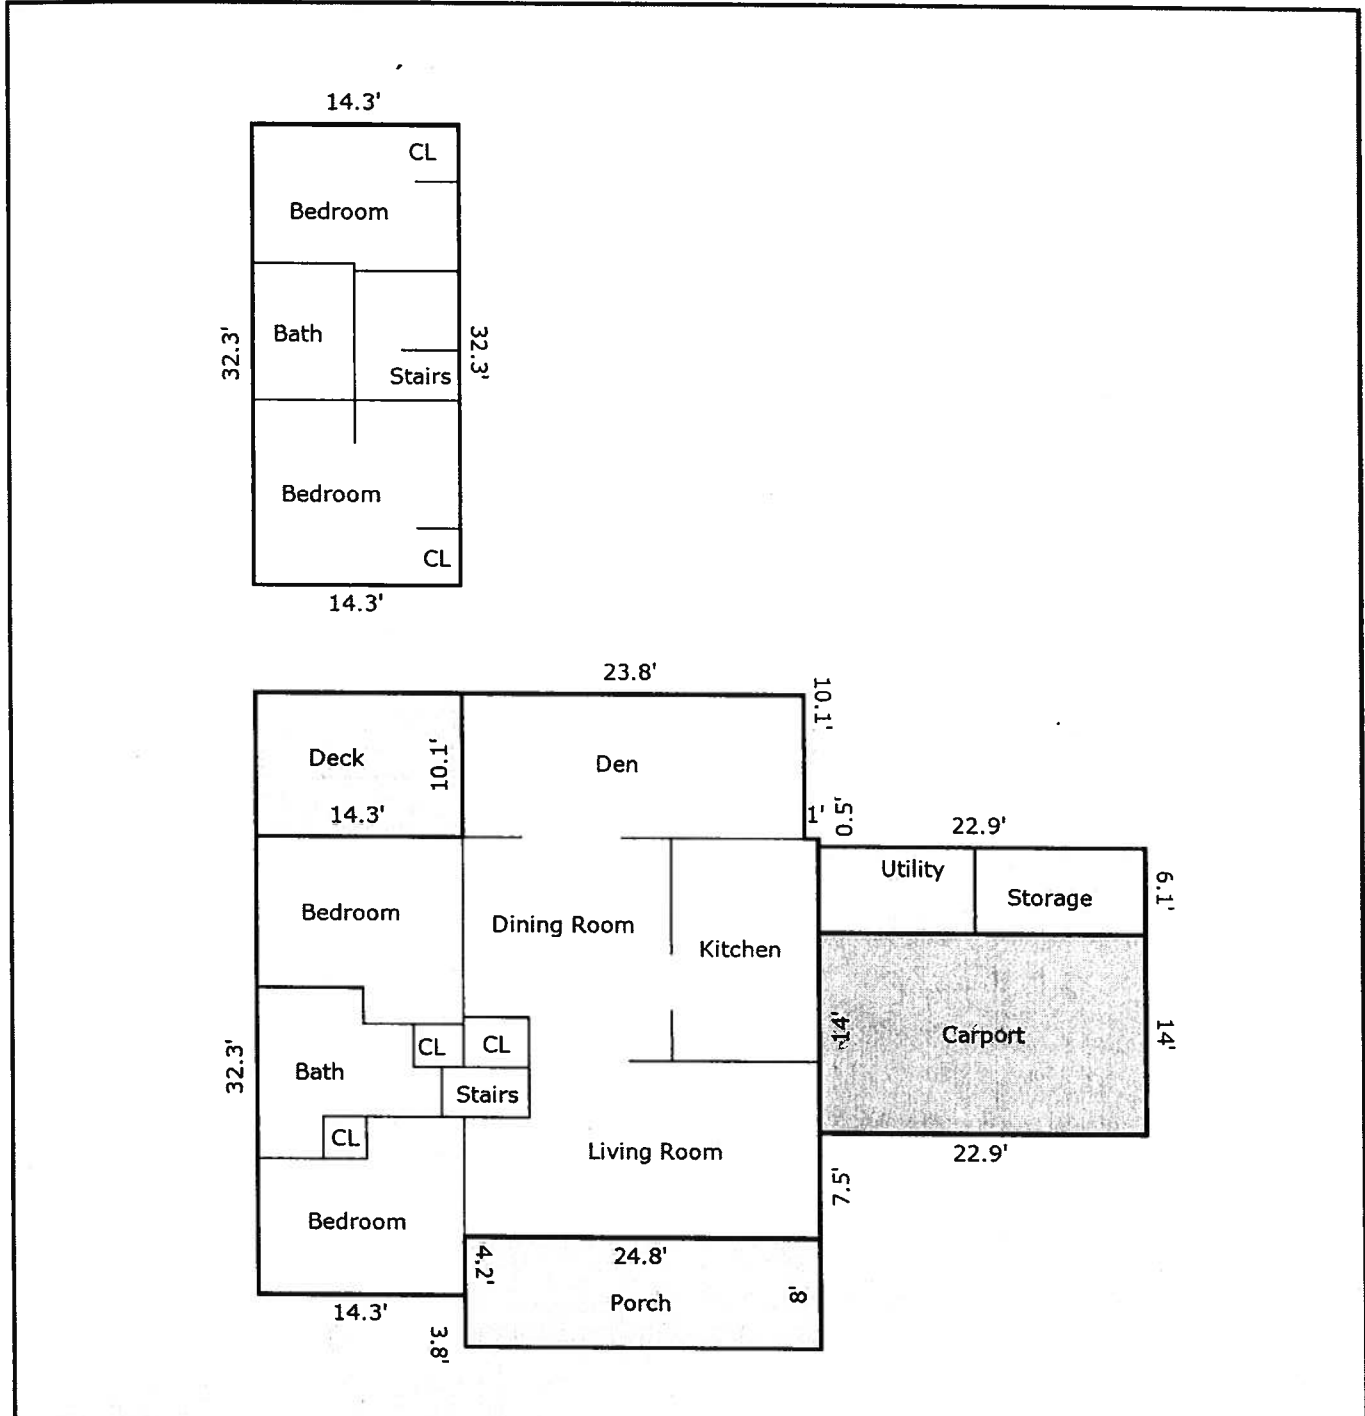 14.3'
CL
Bedroom
Bath
32.3'
32.3'
Stairs
Bedroom
CL
14.3'
23.8'
10.1'
Deck
10.1'
Den
14.3'
1'
0.5'
22.9'
Utility
6.1'
Storage
Bedroom
Dining Room
Kitchen
32.3'
CL
CL
14'
Carport
14'
Bath
Stairs
CL
Living Room
22.9'
7.5'
Bedroom
4.2'
24.8'
8'
Porch
14.3'
3.8'